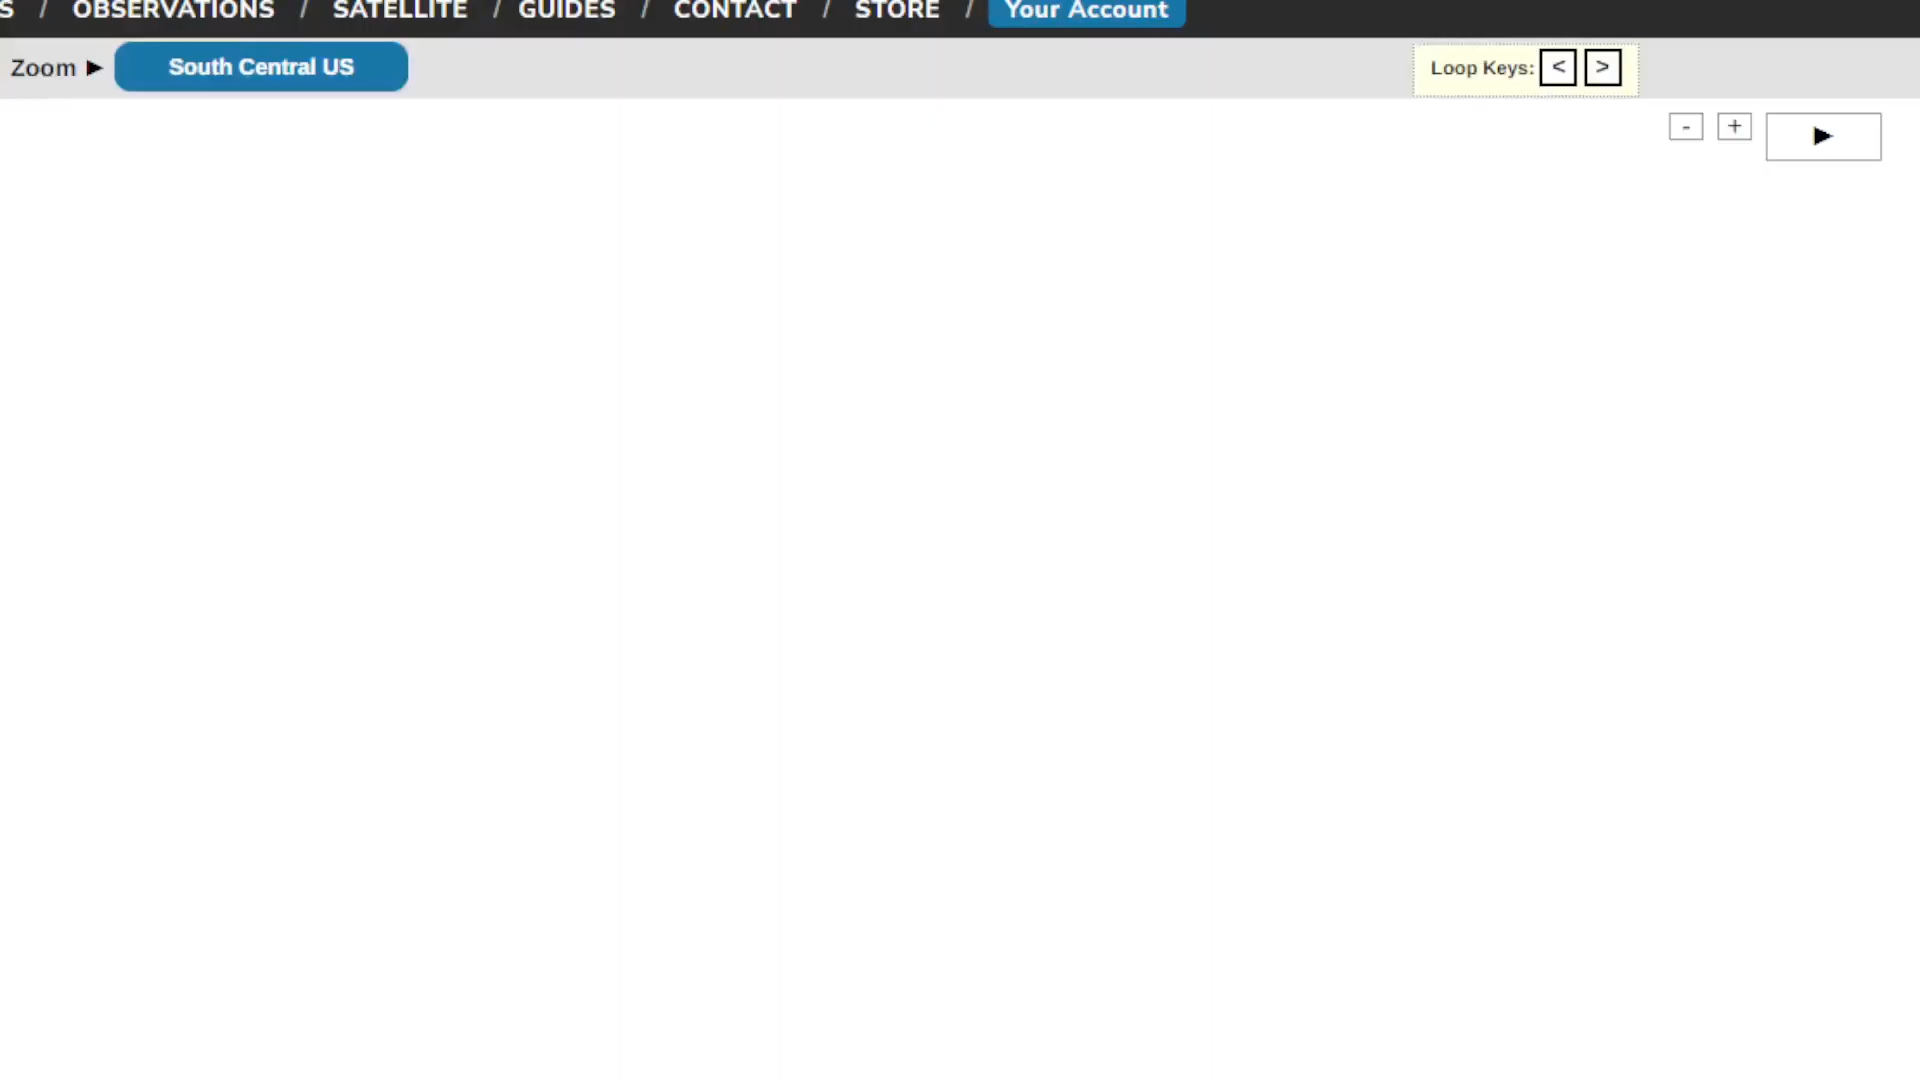 S / OBSERVATIONS / SATELLITE / GUIDES / CONTACT / STORE / Your Account
Zoom ▶ South Central US Loop Keys: < >
- + ▶